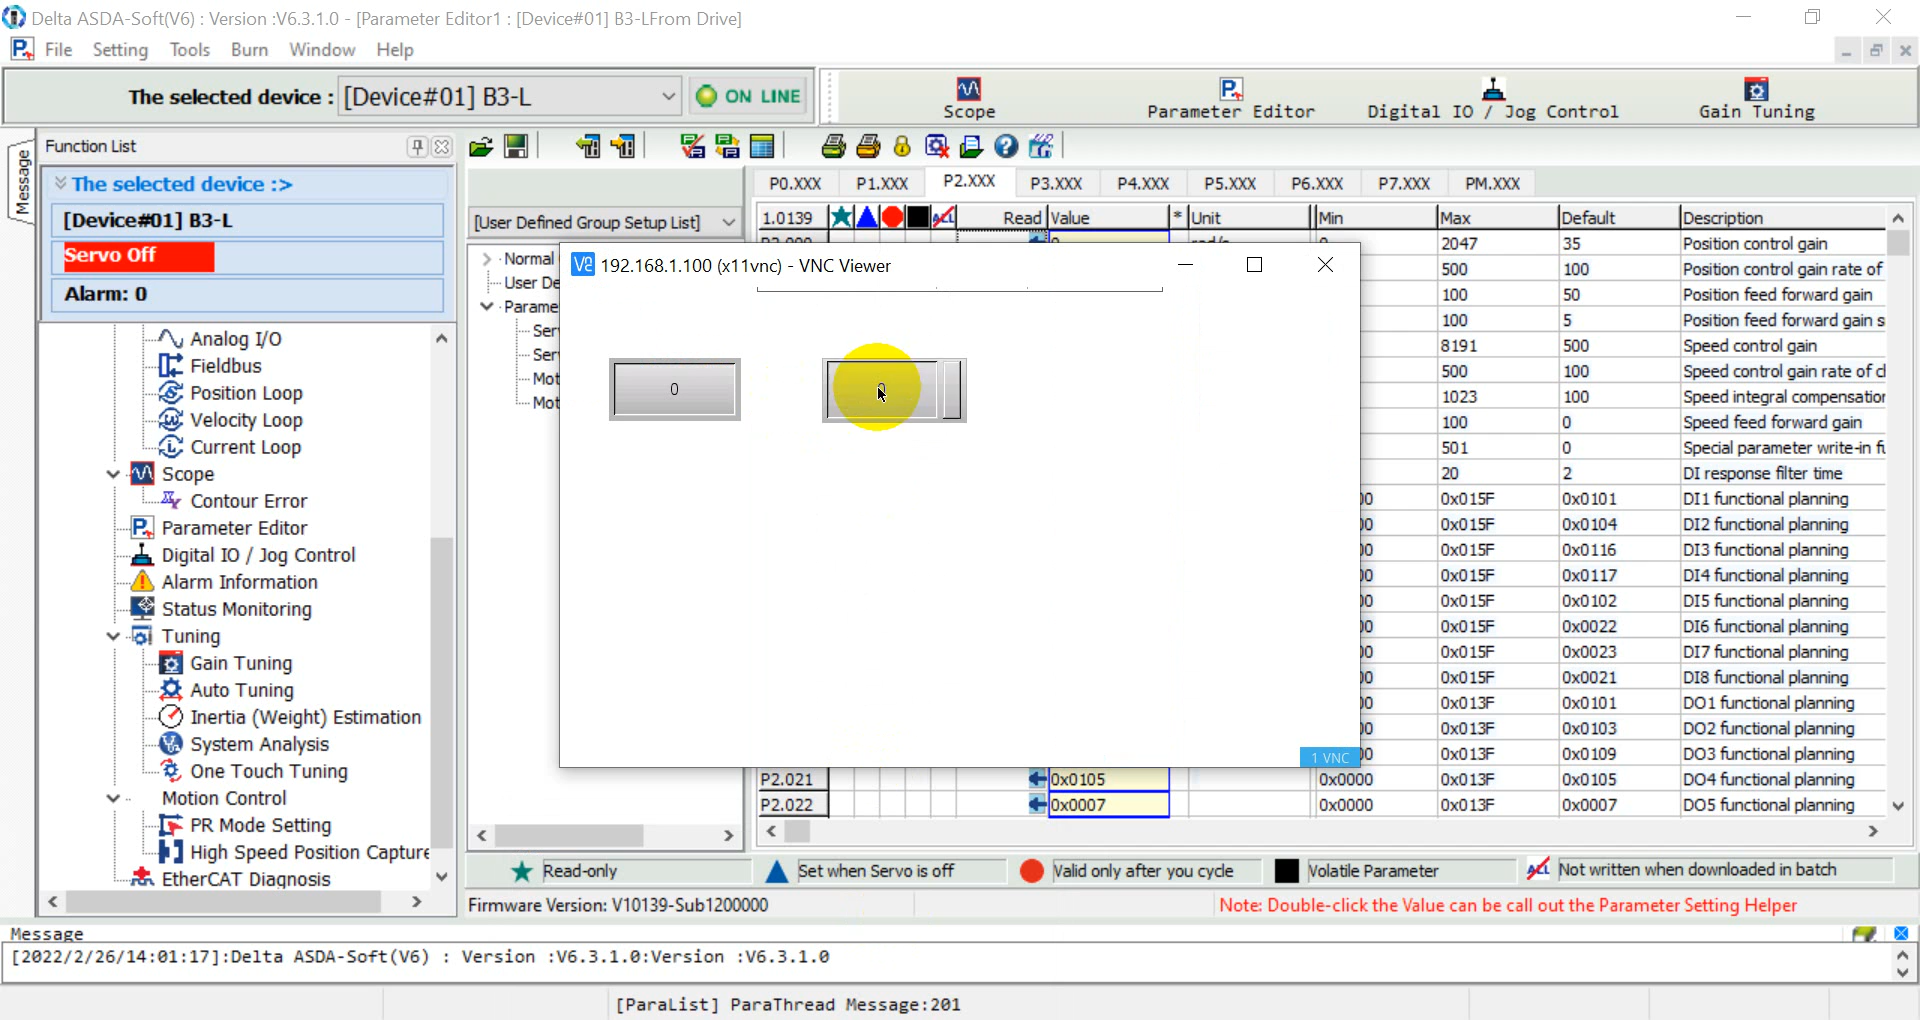 Delta ASDA-Soft(V6) : Version :V6.3.1.0 - [Parameter Editor1 : [Device#01] B3-LFrom Drive]
File Setting Tools Burn Window Help
The selected device : [Device#01] B3-L ON LINE
Scope Parameter Editor Digital IO / Jog Control Gain Tuning
Message
Function List
The selected device :>
[Device#01] B3-L
Servo Off
Alarm: 0
Analog I/O
Fieldbus
Position Loop
Velocity Loop
Current Loop
Scope
Contour Error
Parameter Editor
Digital IO / Jog Control
Alarm Information
Status Monitoring
Tuning
Gain Tuning
Auto Tuning
Inertia (Weight) Estimation
System Analysis
One Touch Tuning
Motion Control
PR Mode Setting
High Speed Position Capture
EtherCAT Diagnosis
[User Defined Group Setup List]
Normal
User De
Parame
Ser
Ser
Mot
Mot
P0.XXX P1.XXX P2.XXX P3.XXX P4.XXX P5.XXX P6.XXX P7.XXX PM.XXX
1.0139 ALL Read Value * Unit Min Max Default Description
2047 35 Position control gain
500 100 Position control gain rate of
100 50 Position feed forward gain
100 5 Position feed forward gain s
8191 500 Speed control gain
500 100 Speed control gain rate of d
1023 100 Speed integral compensation
100 0 Speed feed forward gain
501 0 Special parameter write-in fu
20 2 DI response filter time
0x015F 0x0101 DI1 functional planning
0x015F 0x0104 DI2 functional planning
0x015F 0x0116 DI3 functional planning
0x015F 0x0117 DI4 functional planning
0x015F 0x0102 DI5 functional planning
0x015F 0x0022 DI6 functional planning
0x015F 0x0023 DI7 functional planning
0x015F 0x0021 DI8 functional planning
0x013F 0x0101 DO1 functional planning
0x013F 0x0103 DO2 functional planning
0x013F 0x0109 DO3 functional planning
P2.021 0x0105 0x0000 0x013F 0x0105 DO4 functional planning
P2.022 0x0007 0x0000 0x013F 0x0007 DO5 functional planning
192.168.1.100 (x11vnc) - VNC Viewer
0
1 VNC
Read-only Set when Servo is off Valid only after you cycle Volatile Parameter ALL Not written when downloaded in batch
Firmware Version: V10139-Sub1200000 Note: Double-click the Value can be call out the Parameter Setting Helper
Message
[2022/2/26/14:01:17]:Delta ASDA-Soft(V6) : Version :V6.3.1.0:Version :V6.3.1.0
[ParaList] ParaThread Message:201